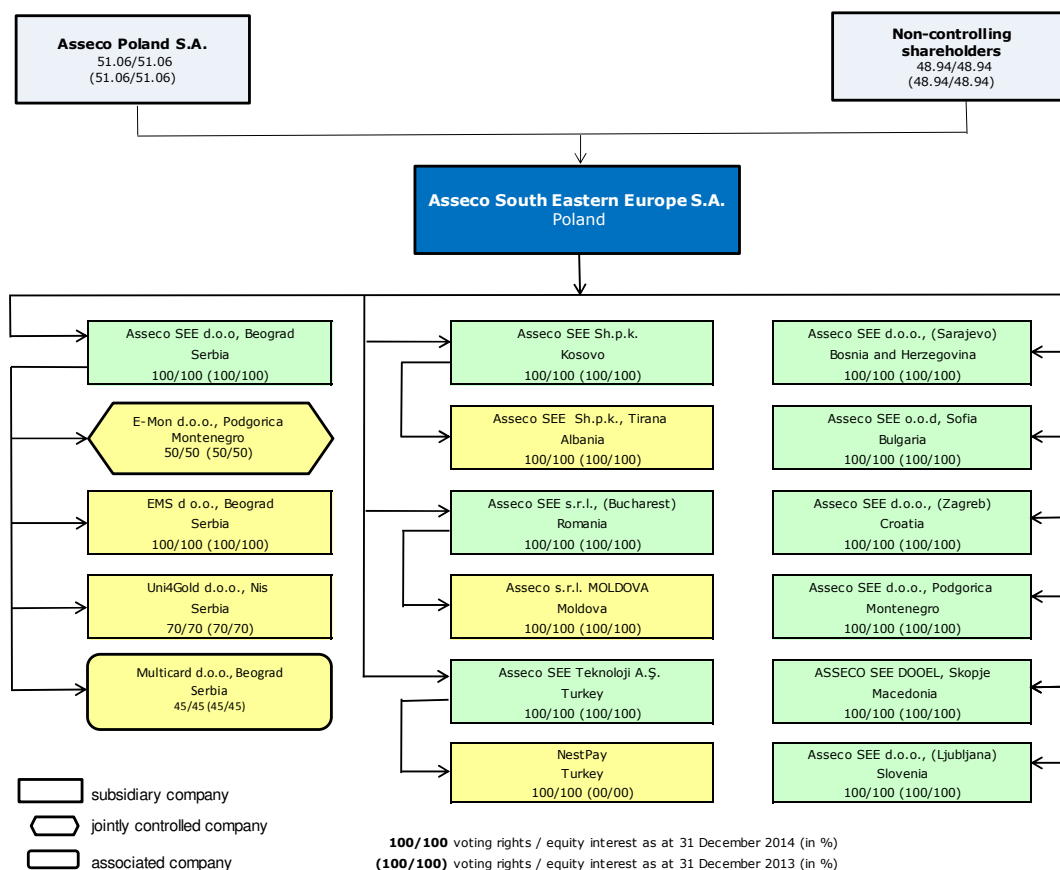 Asseco Poland S.A.
51.06/51.06
(51.06/51.06)
Non-controlling
shareholders
48.94/48.94
(48.94/48.94)
Asseco South Eastern Europe S.A.
Poland
Asseco SEE d.o.o, Beograd
Serbia
100/100 (100/100)
E-Mon d.o.o., Podgorica
Montenegro
50/50 (50/50)
EMS d o.o., Beograd
Serbia
100/100 (100/100)
Uni4Gold d.o.o., Nis
Serbia
70/70 (70/70)
Multicard d.o.o., Beograd
Serbia
45/45 (45/45)
Asseco SEE Sh.p.k.
Kosovo
100/100 (100/100)
Asseco SEE Sh.p.k., Tirana
Albania
100/100 (100/100)
Asseco SEE s.r.l., (Bucharest)
Romania
100/100 (100/100)
Asseco s.r.l. MOLDOVA
Moldova
100/100 (100/100)
Asseco SEE Teknoloji A.Ş.
Turkey
100/100 (100/100)
NestPay
Turkey
100/100 (00/00)
Asseco SEE d.o.o., (Sarajevo)
Bosnia and Herzegovina
100/100 (100/100)
Asseco SEE o.o.d, Sofia
Bulgaria
100/100 (100/100)
Asseco SEE d.o.o., (Zagreb)
Croatia
100/100 (100/100)
Asseco SEE d.o.o., Podgorica
Montenegro
100/100 (100/100)
ASSECO SEE DOOEL, Skopje
Macedonia
100/100 (100/100)
Asseco SEE d.o.o., (Ljubljana)
Slovenia
100/100 (100/100)
subsidiary company
jointly controlled company
associated company
100/100 voting rights / equity interest as at 31 December 2014 (in %)
(100/100) voting rights / equity interest as at 31 December 2013 (in %)